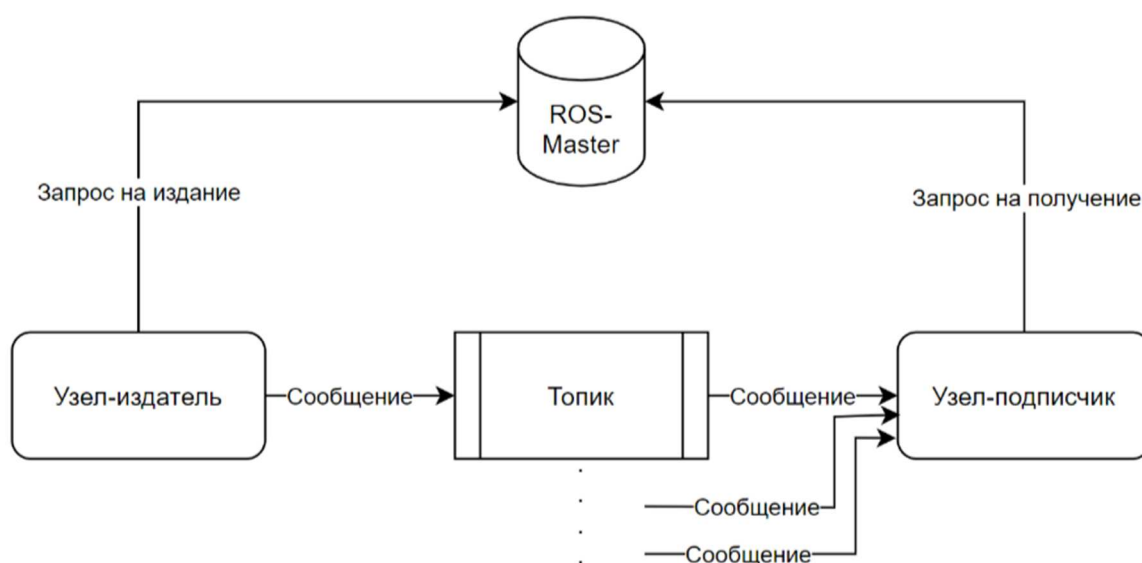 ROS-
Master
Запрос на издание
Запрос на получение
Узел-издатель
Сообщение
Топик
Сообщение
Узел-подписчик
Сообщение
Сообщение